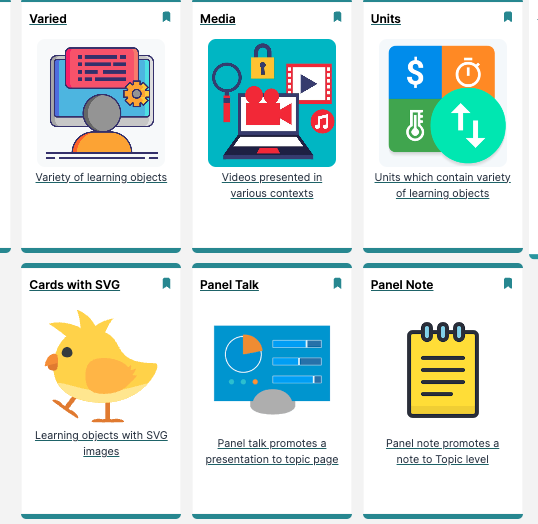 Varied
Media
Units
$
Variety of learning objects
Videos presented in
various contexts
Units which contain variety
of learning objects
Cards with SVG
Panel Talk
Panel Note
Learning objects with SVG
images
Panel talk promotes a
presentation to topic page
Panel note promotes a
note to Topic level